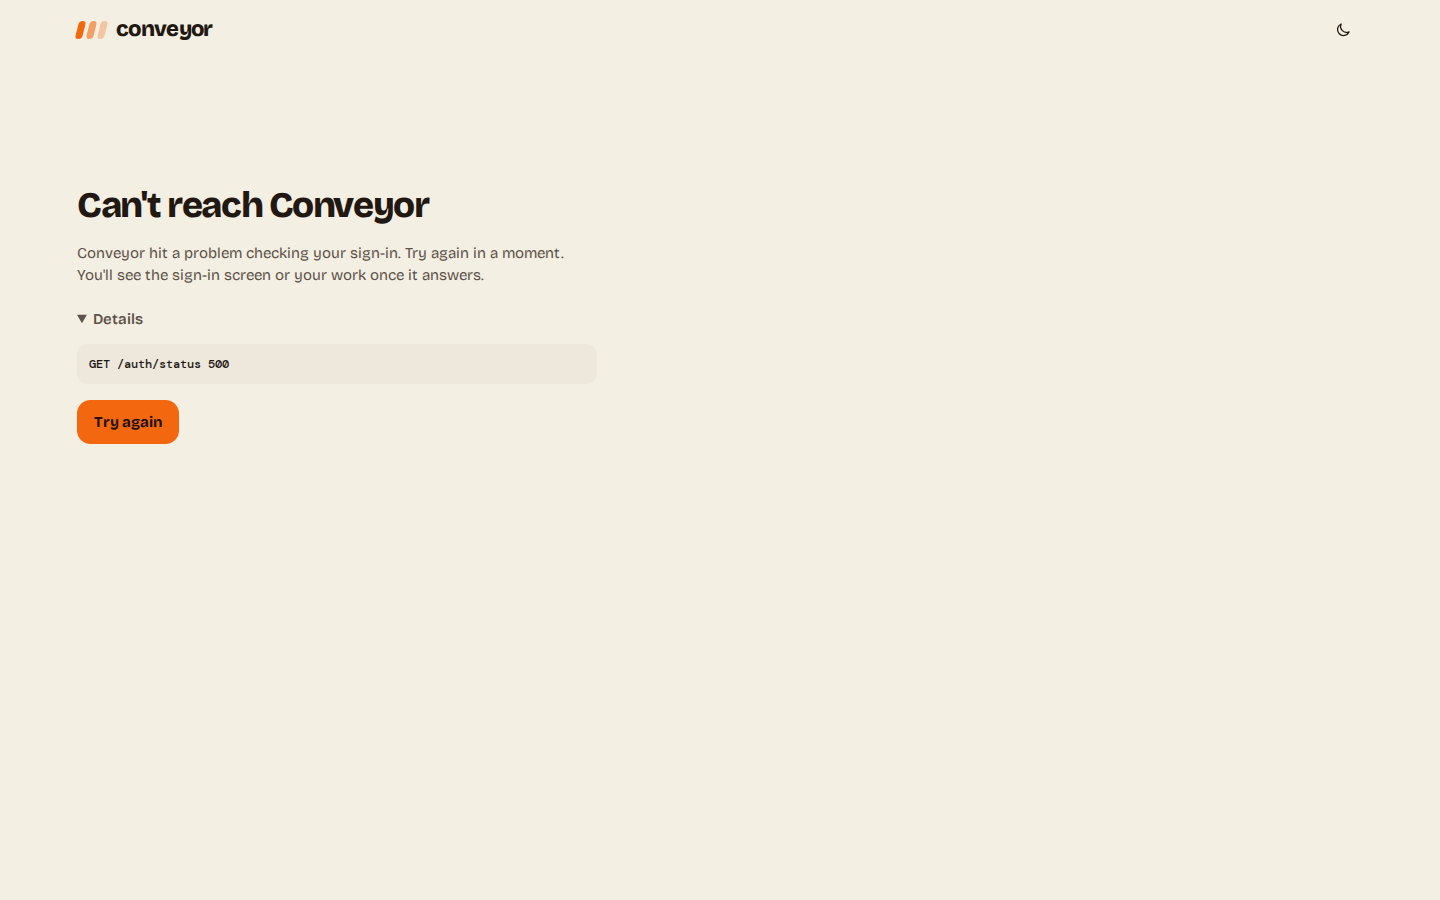 conveyor
Can't reach Conveyor
Conveyor hit a problem checking your sign-in. Try again in a moment.
You'll see the sign-in screen or your work once it answers.
Details
GET /auth/status 500
Try again